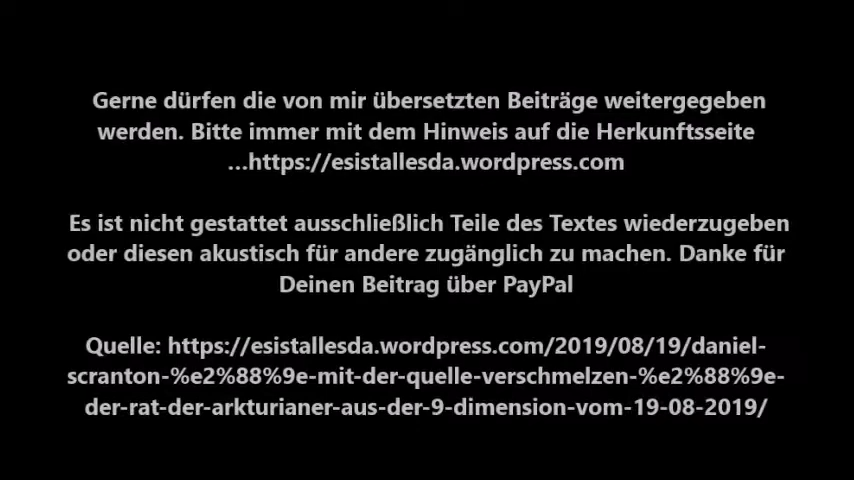 Gerne dürfen die von mir übersetzten Beiträge weitergegeben
werden. Bitte immer mit dem Hinweis auf die Herkunftsseite
…https://esistallesda.wordpress.com
Es ist nicht gestattet ausschließlich Teile des Textes wiederzugeben
oder diesen akustisch für andere zugänglich zu machen. Danke für
Deinen Beitrag über PayPal
Quelle: https://esistallesda.wordpress.com/2019/08/19/daniel-
scranton-%e2%88%9e-mit-der-quelle-verschmelzen-%e2%88%9e-
der-rat-der-arkturianer-aus-der-9-dimension-vom-19-08-2019/